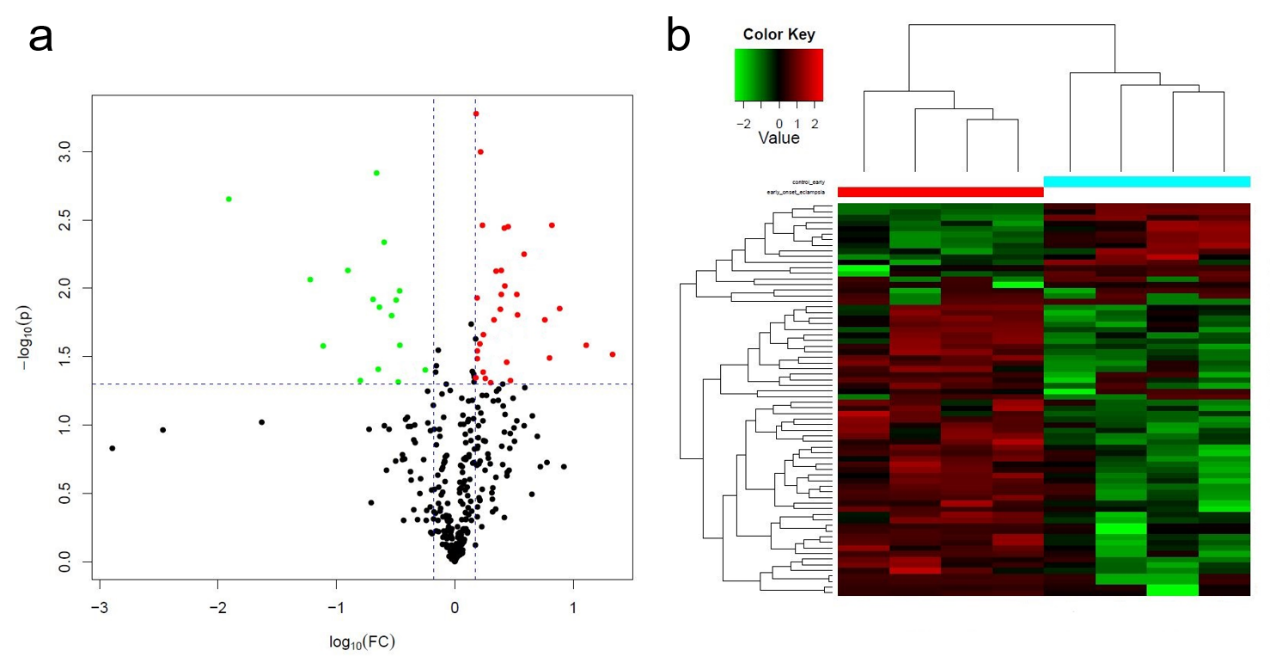 a
b
Color Key
−2 0 1 2
Value
control_early
early_onset_eclampsia
3.0
2.5
2.0
1.5
1.0
0.5
0.0
−log10(p)
−3 −2 −1 0 1
log10(FC)